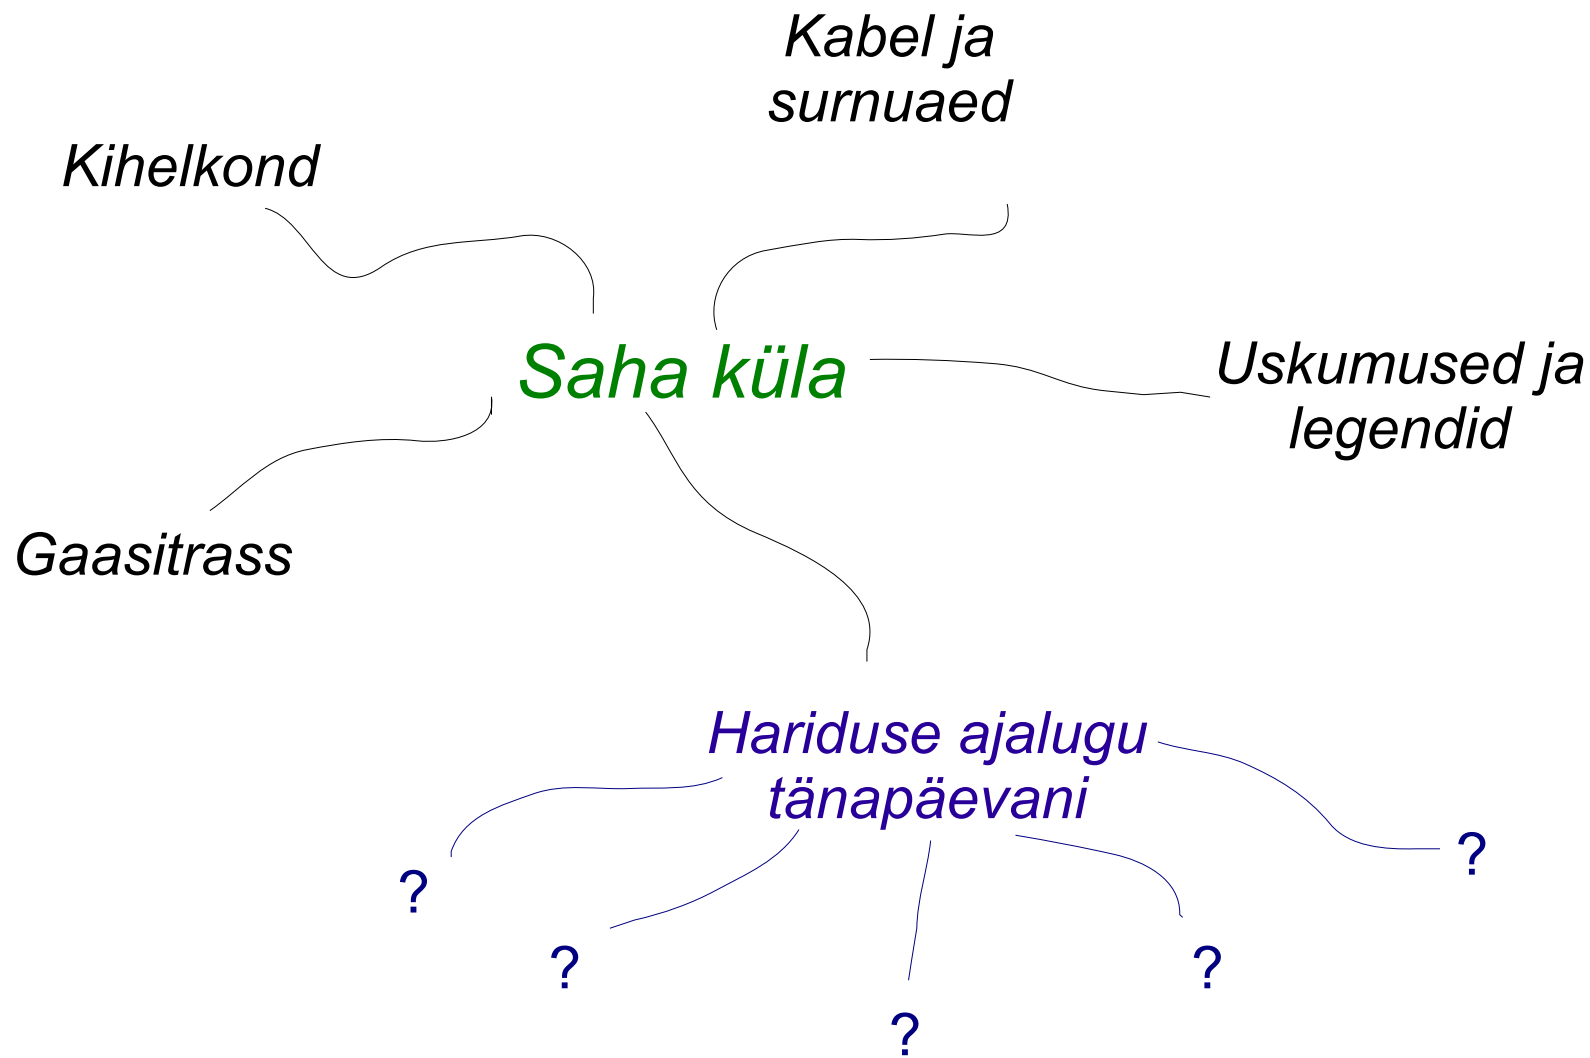 Kabel ja
surnuaed
Kihelkond
Saha küla
Uskumused ja
legendid
Gaasitrass
Hariduse ajalugu
tänapäevani
?
?
?
?
?